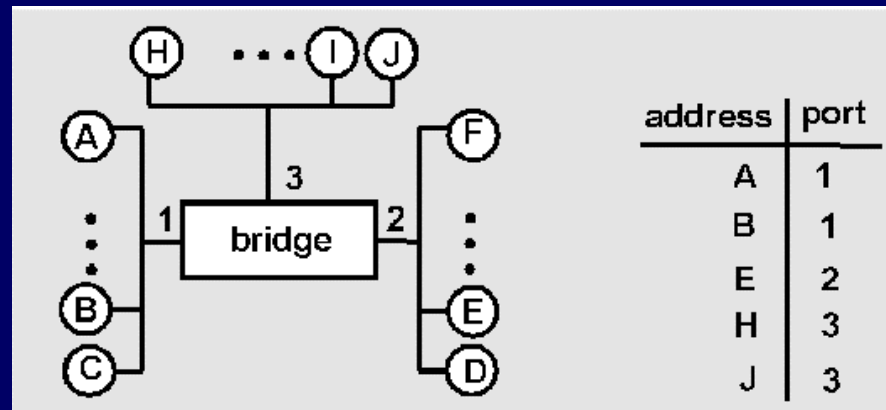 H ••• I J
A F
3
1 bridge 2
B E
C D
address port
A 1
B 1
E 2
H 3
J 3